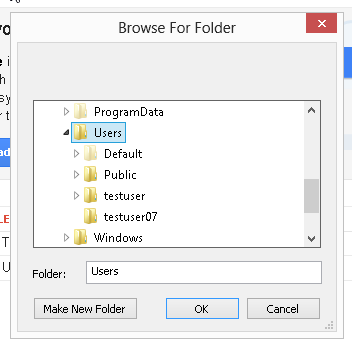 Browse For Folder
ProgramData
Users
Default
Public
testuser
testuser07
Windows
Folder: Users
Make New Folder OK Cancel